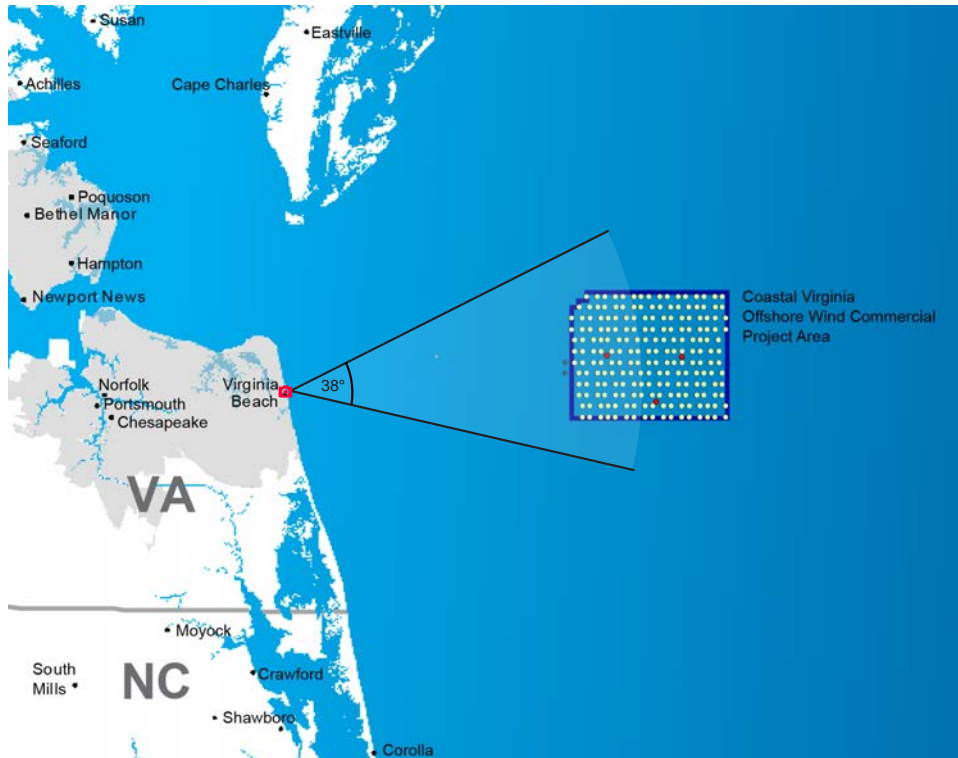 Susan
Eastville
Achilles
Cape Charles
Seaford
Poquoson
Bethel Manor
Hampton
Newport News
Coastal Virginia
Offshore Wind Commercial
Project Area
Norfolk
Portsmouth
Chesapeake
Virginia
Beach
38°
VA
Moyock
South
Mills
NC
Crawford
Shawboro
Corolla